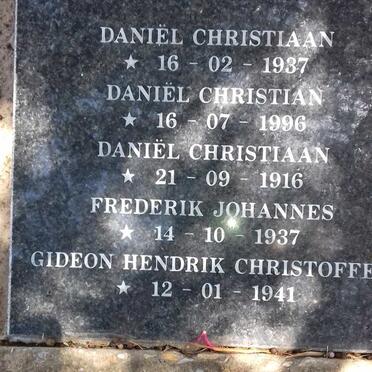 DANIËL CHRISTIAAN
★ 16 - 02 - 1937
DANIËL CHRISTIAN
★ 16 - 07 - 1996
DANIËL CHRISTIAAN
★ 21 - 09 - 1916
FREDERIK JOHANNES
★ 14 - 10 - 1937
GIDEON HENDRIK CHRISTOFFE
★ 12 - 01 - 1941